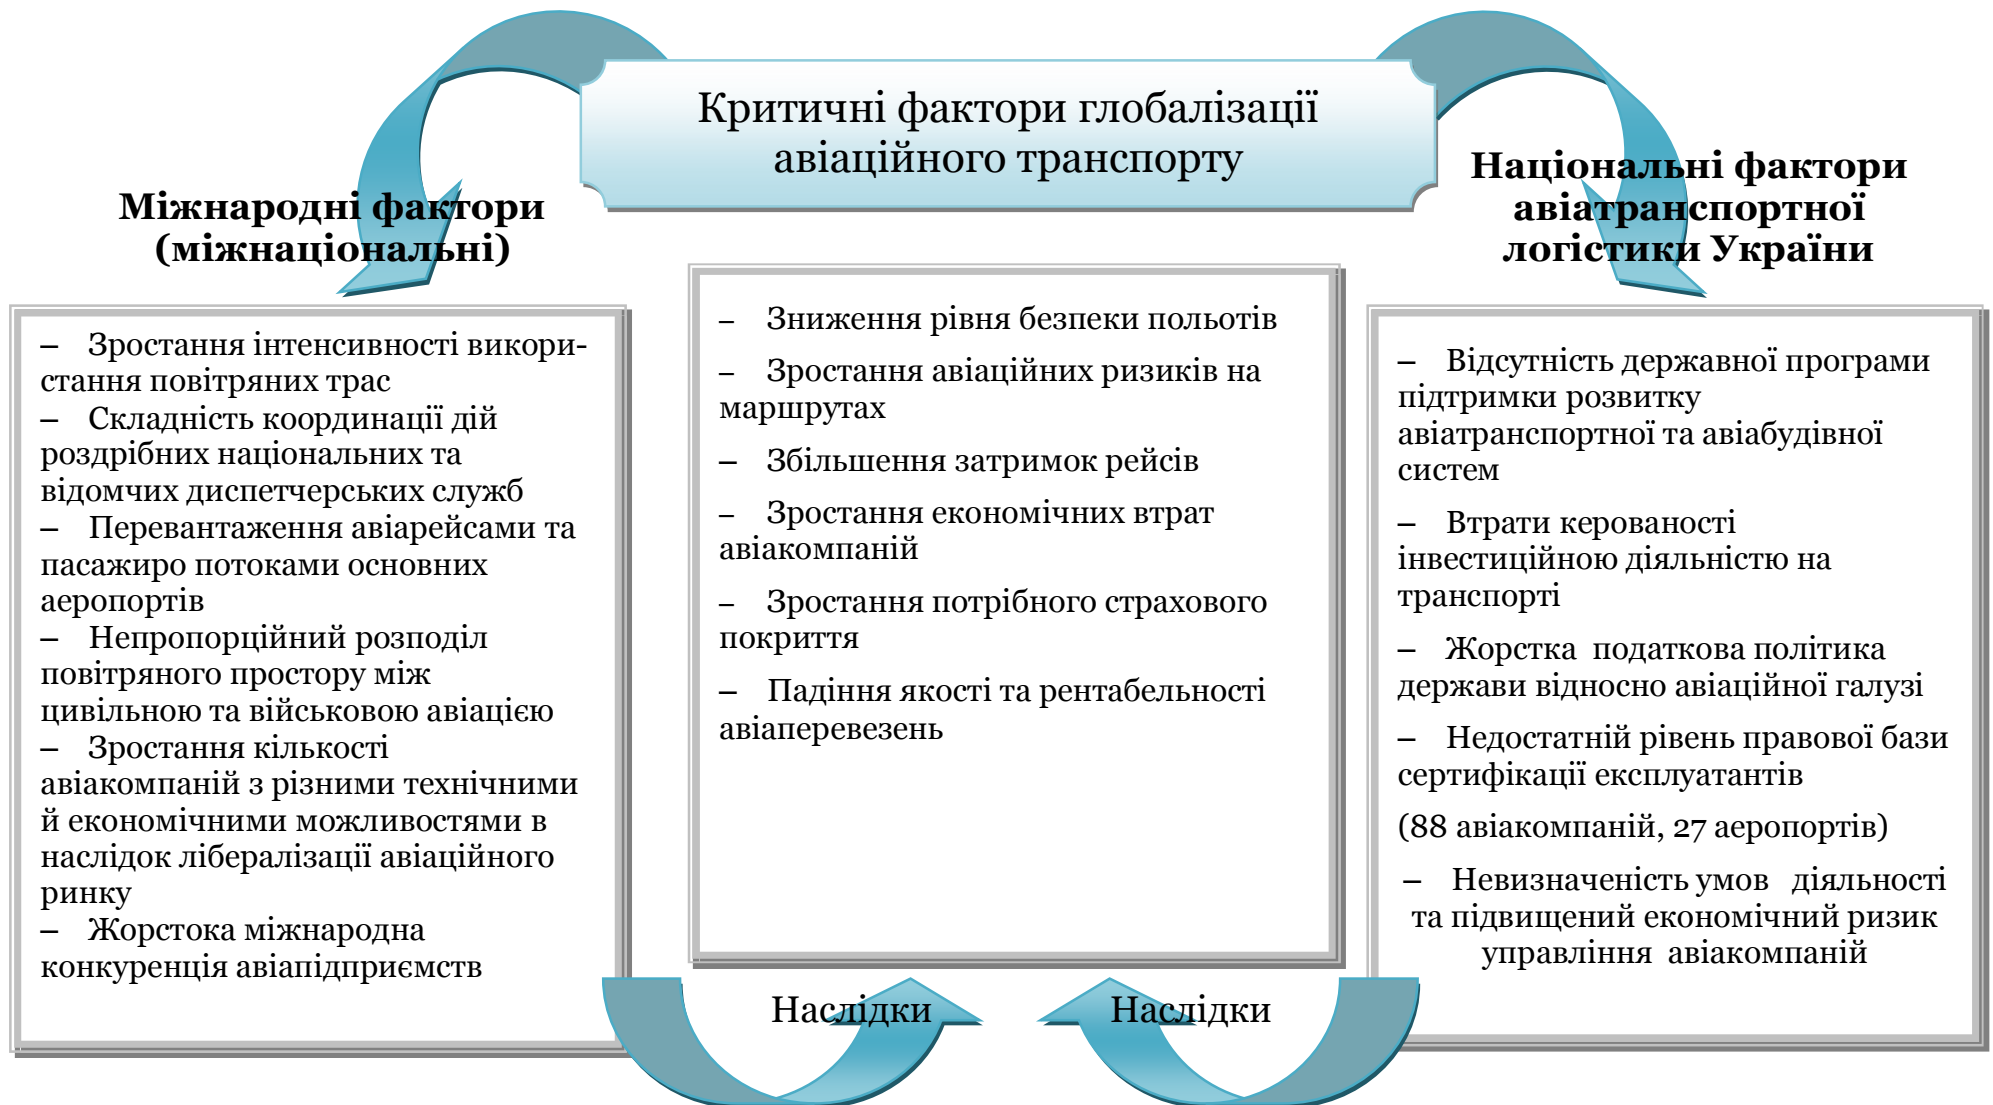 Критичні фактори глобалізації
авіаційного транспорту
Міжнародні фактори
(міжнаціональні)
– Зростання інтенсивності викори-
стання повітряних трас
– Складність координації дій
роздрібних національних та
відомчих диспетчерських служб
– Перевантаження авіарейсами та
пасажиро потоками основних
аеропортів
– Непропорційний розподіл
повітряного простору між
цивільною та військовою авіацією
– Зростання кількості
авіакомпаній з різними технічними
й економічними можливостями в
наслідок лібералізації авіаційного
ринку
– Жорстока міжнародна
конкуренція авіапідприємств
– Зниження рівня безпеки польотів
– Зростання авіаційних ризиків на
маршрутах
– Збільшення затримок рейсів
– Зростання економічних втрат
авіакомпаній
– Зростання потрібного страхового
покриття
– Падіння якості та рентабельності
авіаперевезень
Національні фактори
авіатранспортної
логістики України
– Відсутність державної програми
підтримки розвитку
авіатранспортної та авіабудівної
систем
– Втрати керованості
інвестиційною діяльністю на
транспорті
– Жорстка податкова політика
держави відносно авіаційної галузі
– Недостатній рівень правової бази
сертифікації експлуатантів
(88 авіакомпаній, 27 аеропортів)
– Невизначеність умов діяльності
та підвищений економічний ризик
управління авіакомпаній
Наслідки
Наслідки